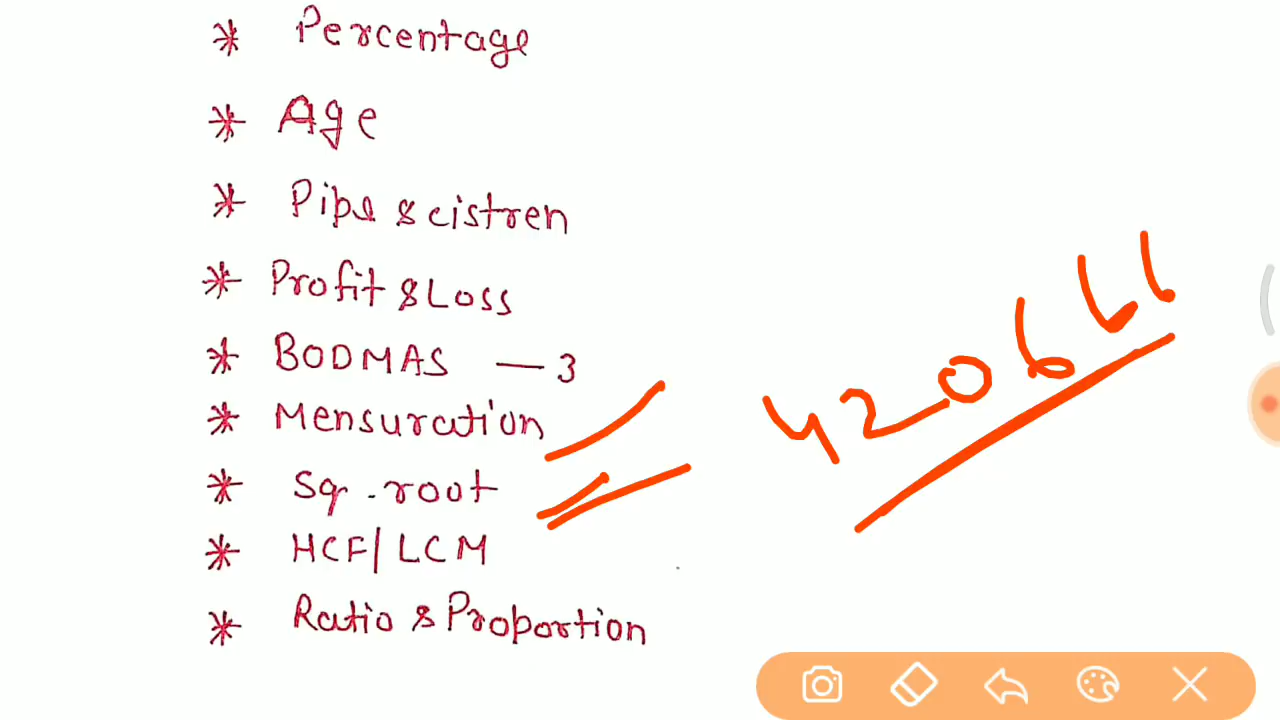 * Percentage
* Age
* Pipe & cistren
* Profit & Loss
* BODMAS — 3
* Mensuration
* Sq. root
* HCF/LCM
* Ratio & Proportion
420666